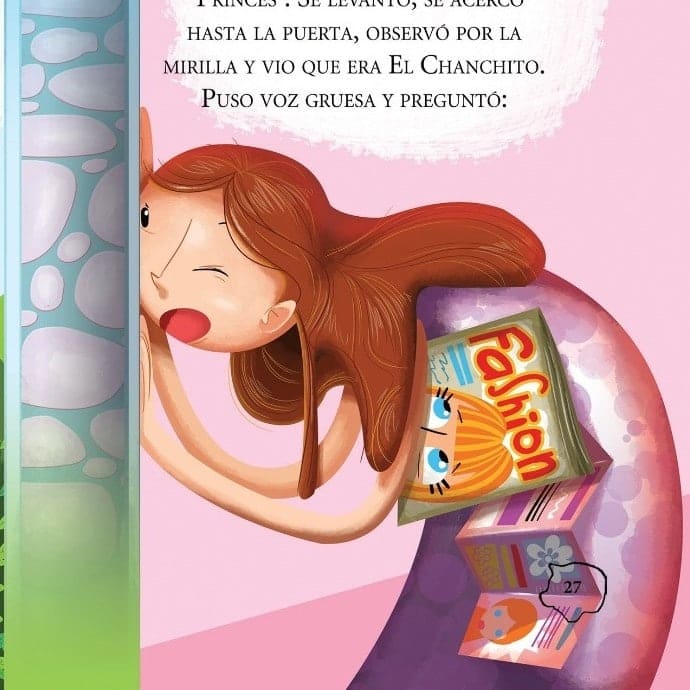 Princes". Se levantó, se acercó
hasta la puerta, observó por la
mirilla y vio que era El Chanchito.
Puso voz gruesa y preguntó:
Fashion
27